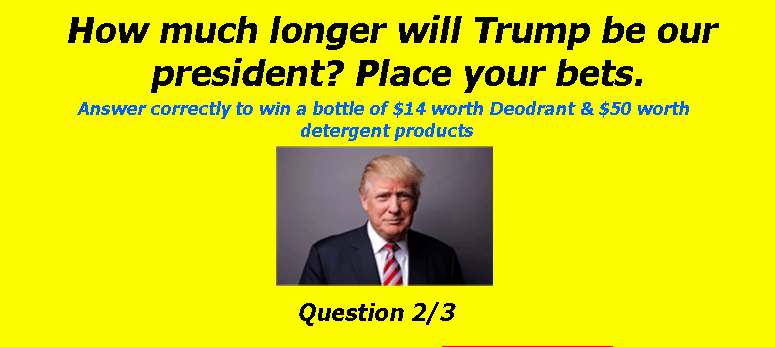 How much longer will Trump be our
president? Place your bets.
Answer correctly to win a bottle of $14 worth Deodrant & $50 worth
detergent products
Question 2/3